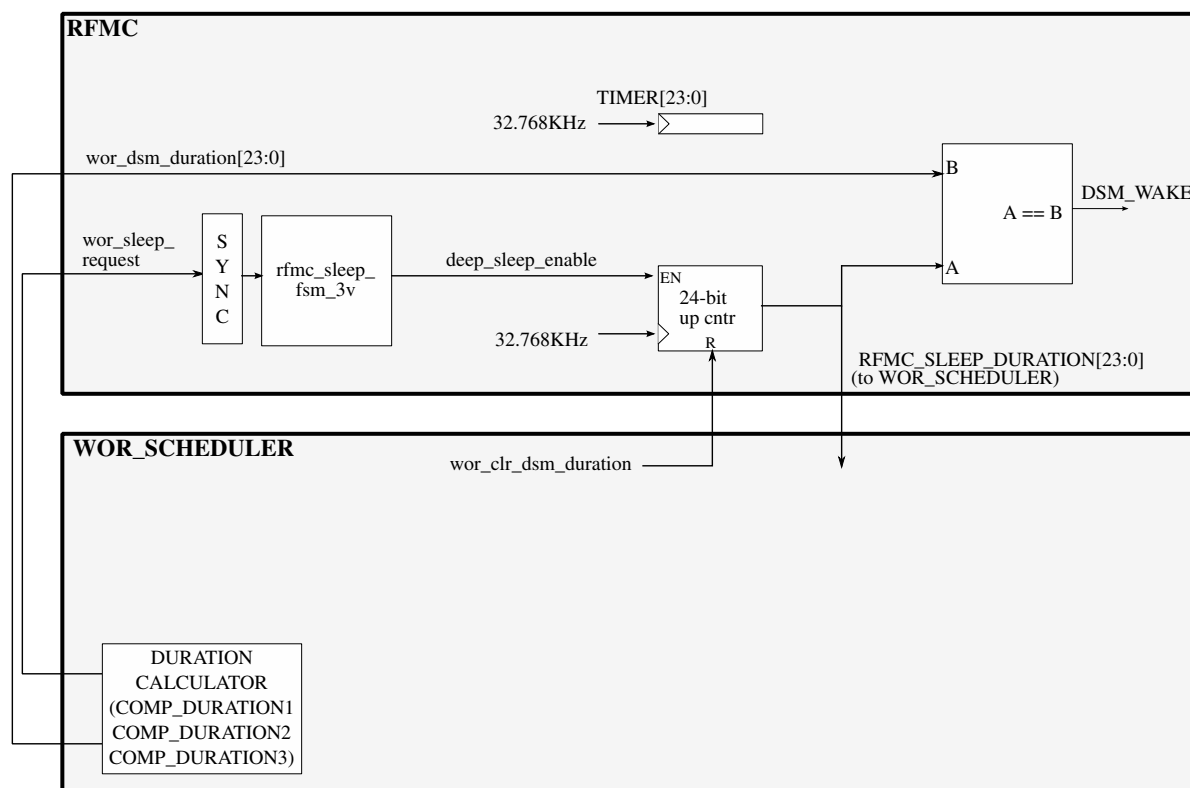 RFMC
TIMER[23:0]
32.768KHz
wor_dsm_duration[23:0]
B
DSM_WAKE
A == B
wor_sleep_
request
S
Y
N
C
rfmc_sleep_
fsm_3v
deep_sleep_enable
A
EN
24-bit
up cntr
R
32.768KHz
RFMC_SLEEP_DURATION[23:0]
(to WOR_SCHEDULER)
WOR_SCHEDULER
wor_clr_dsm_duration
DURATION
CALCULATOR
(COMP_DURATION1
COMP_DURATION2
COMP_DURATION3)